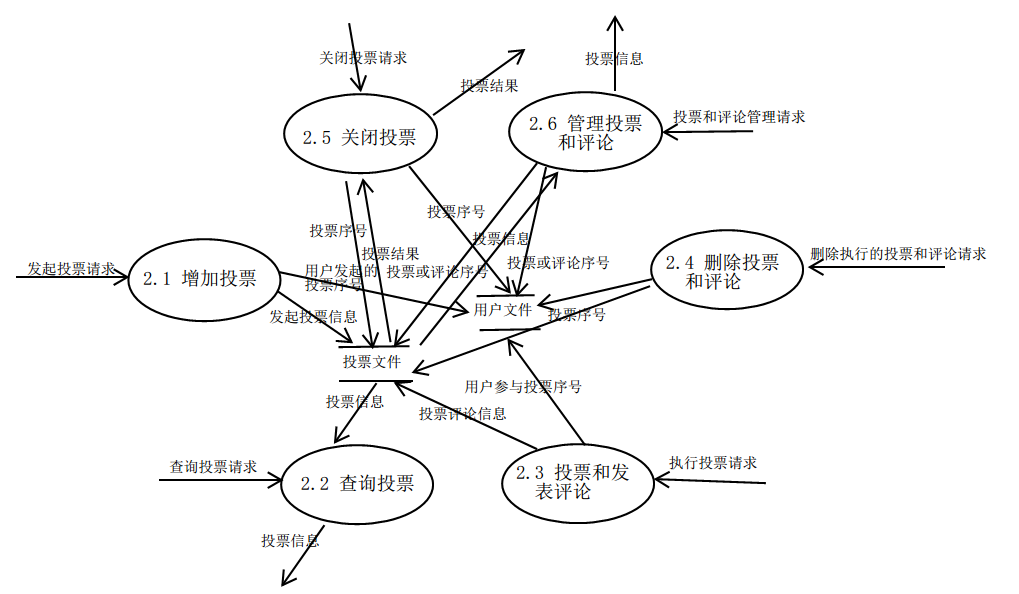 关闭投票请求
投票结果
投票信息
2.5 关闭投票
2.6 管理投票
和评论
投票和评论管理请求
投票序号
投票序号
投票结果
投票信息
投票或评论序号
投票或评论序号
2.4 删除投票
和评论
删除执行的投票和评论请求
发起投票请求
2.1 增加投票
用户发起的
投票序号
发起投票信息
用户文件
投票序号
投票文件
用户参与投票序号
投票信息
投票评论信息
查询投票请求
2.2 查询投票
2.3 投票和发
表评论
执行投票请求
投票信息